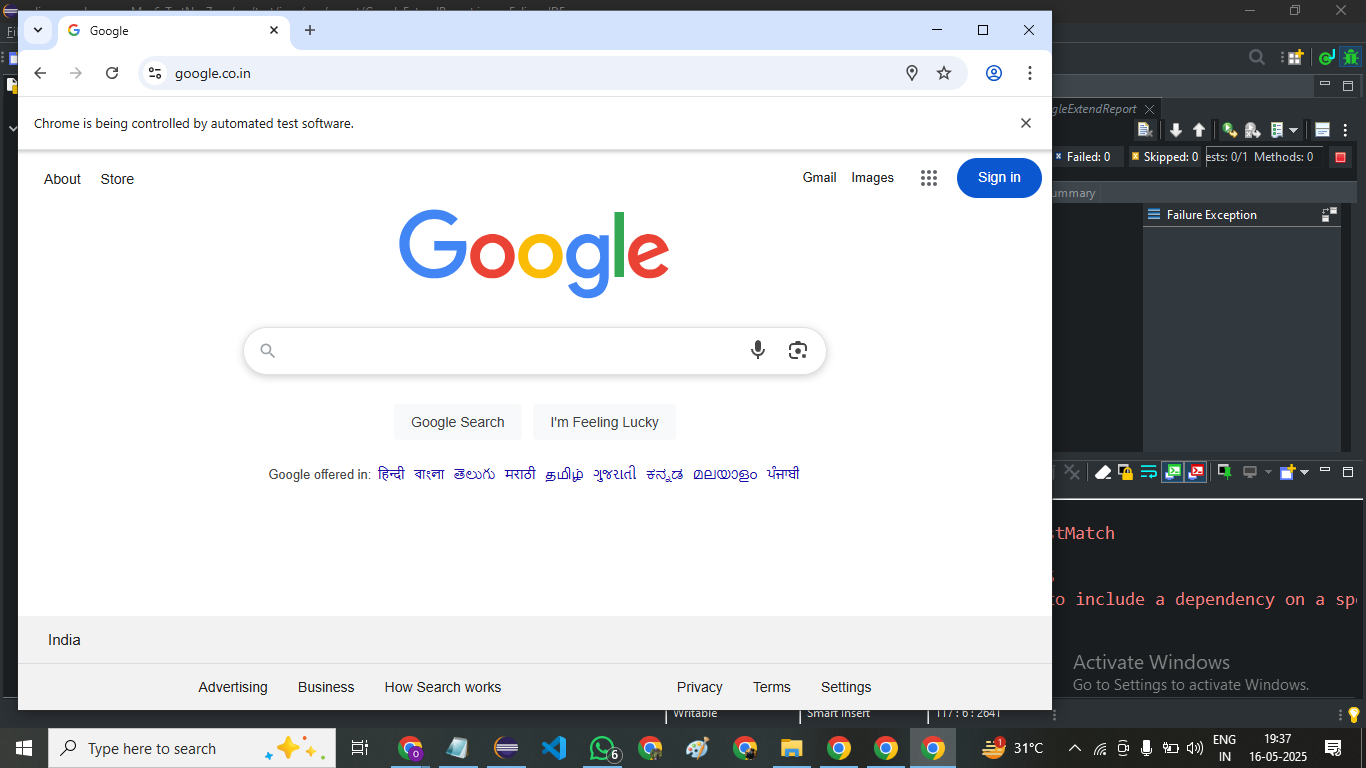 Google
google.co.in
Chrome is being controlled by automated test software.
About Store
Gmail Images Sign in
Google
Google Search I'm Feeling Lucky
Google offered in: हिन्दी বাংলা తెలుగు मराठी தமிழ் ગુજરાતી ಕನ್ನಡ മലയാളം ਪੰਜਾਬੀ
India
Advertising Business How Search works Privacy Terms Settings
gleExtendReport
Failed: 0 Skipped: 0 ests: 0/1 Methods: 0
ummary
Failure Exception
stMatch
to include a dependency on a sp
Activate Windows
Go to Settings to activate Windows.
Writable Smart Insert 117 : 6 : 2641
Type here to search
6
1
31°C
ENG
IN
19:37
16-05-2025